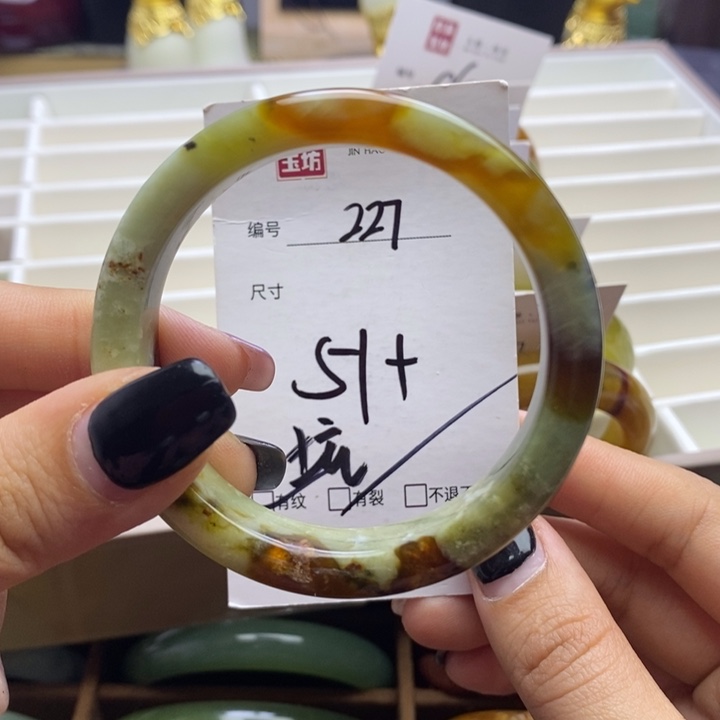 玉坊
编号 227
尺寸
51+
坑
有纹 有裂 不退